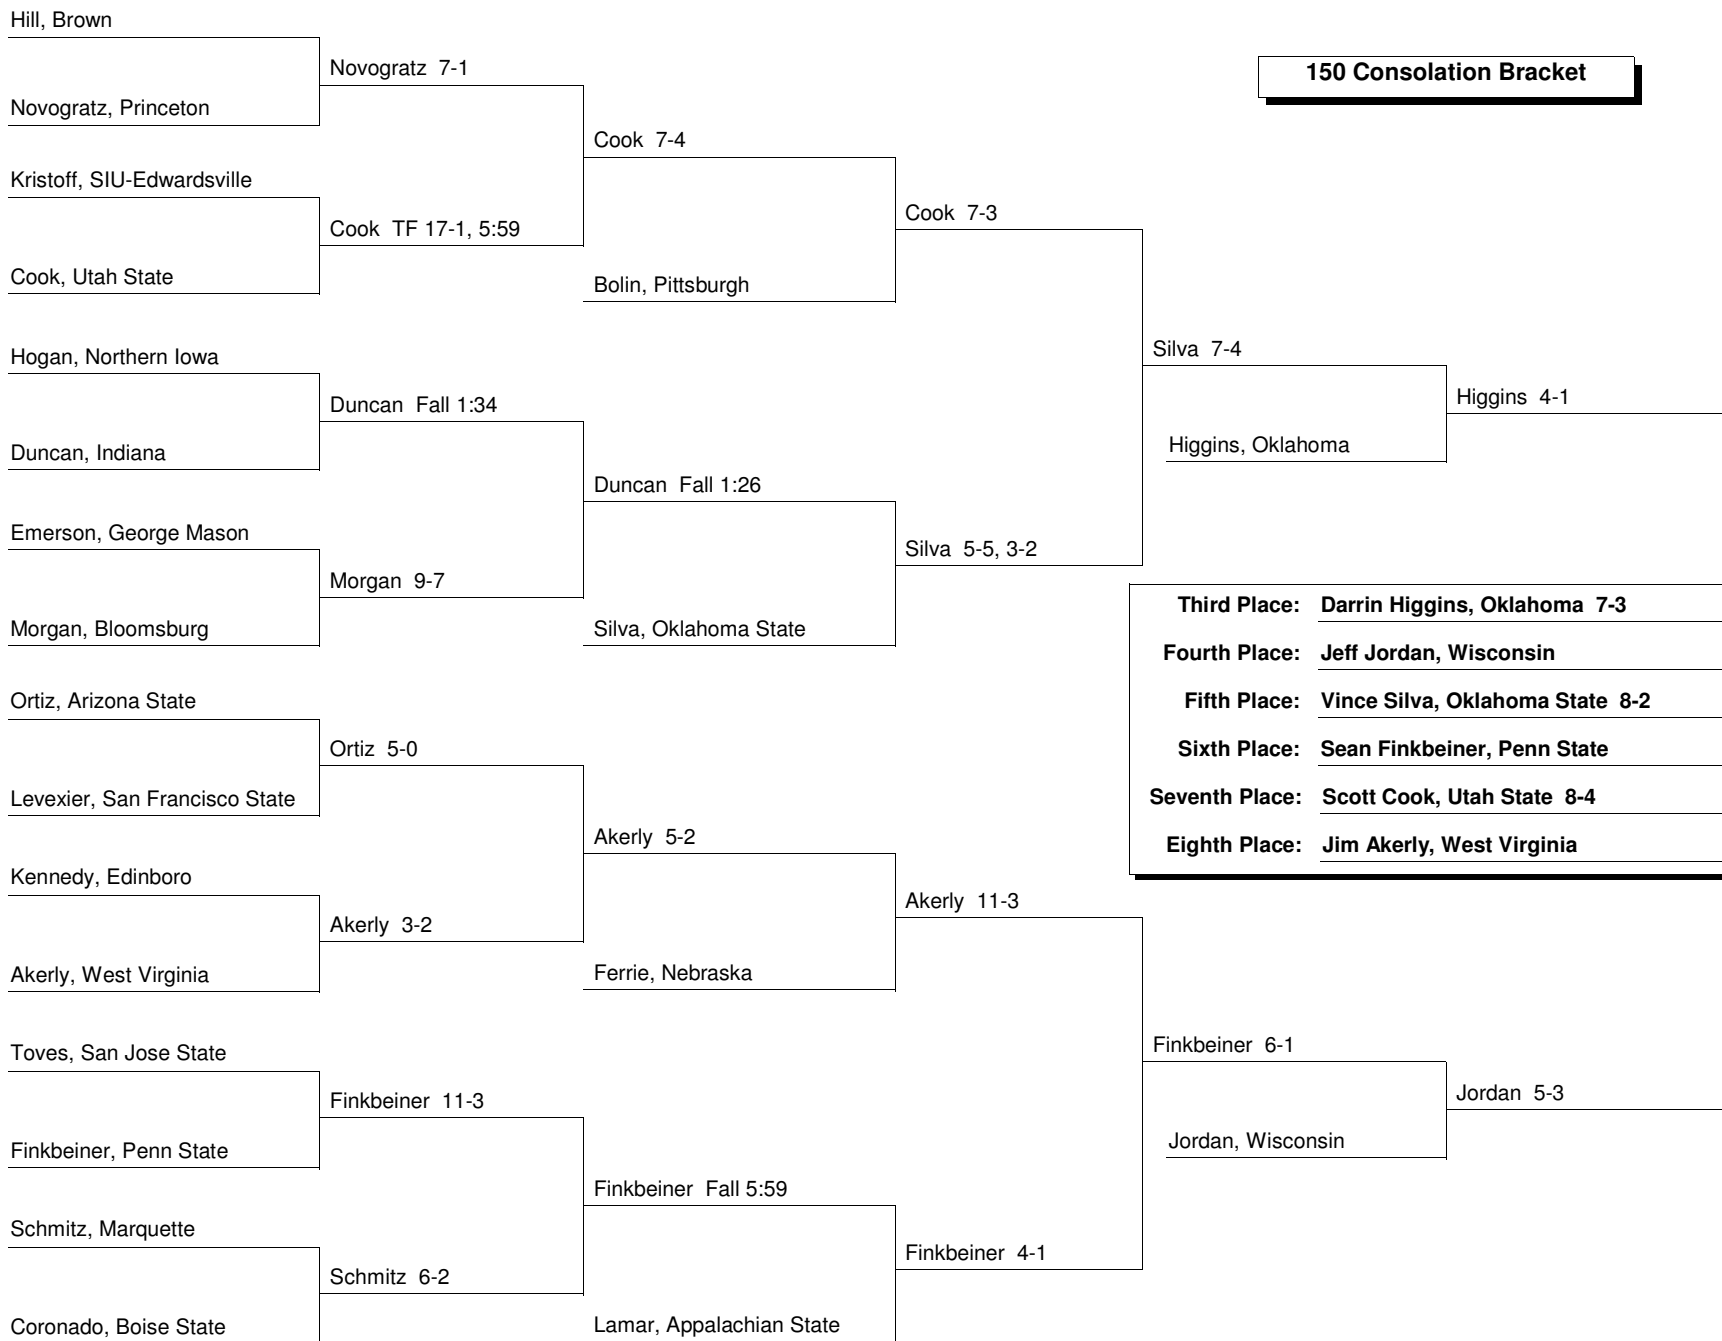 Hill, Brown
Novogratz 7-1
150 Consolation Bracket
Novogratz, Princeton
Cook 7-4
Kristoff, SIU-Edwardsville
Cook 7-3
Cook TF 17-1, 5:59
Cook, Utah State
Bolin, Pittsburgh
Silva 7-4
Hogan, Northern Iowa
Higgins 4-1
Duncan Fall 1:34
Higgins, Oklahoma
Duncan, Indiana
Duncan Fall 1:26
Emerson, George Mason
Silva 5-5, 3-2
Morgan 9-7
Morgan, Bloomsburg
Silva, Oklahoma State
Third Place: Darrin Higgins, Oklahoma 7-3
Fourth Place: Jeff Jordan, Wisconsin
Fifth Place: Vince Silva, Oklahoma State 8-2
Sixth Place: Sean Finkbeiner, Penn State
Seventh Place: Scott Cook, Utah State 8-4
Eighth Place: Jim Akerly, West Virginia
Ortiz, Arizona State
Ortiz 5-0
Levexier, San Francisco State
Akerly 5-2
Kennedy, Edinboro
Akerly 11-3
Akerly 3-2
Akerly, West Virginia
Ferrie, Nebraska
Toves, San Jose State
Finkbeiner 6-1
Finkbeiner 11-3
Jordan 5-3
Finkbeiner, Penn State
Jordan, Wisconsin
Finkbeiner Fall 5:59
Schmitz, Marquette
Finkbeiner 4-1
Schmitz 6-2
Coronado, Boise State
Lamar, Appalachian State